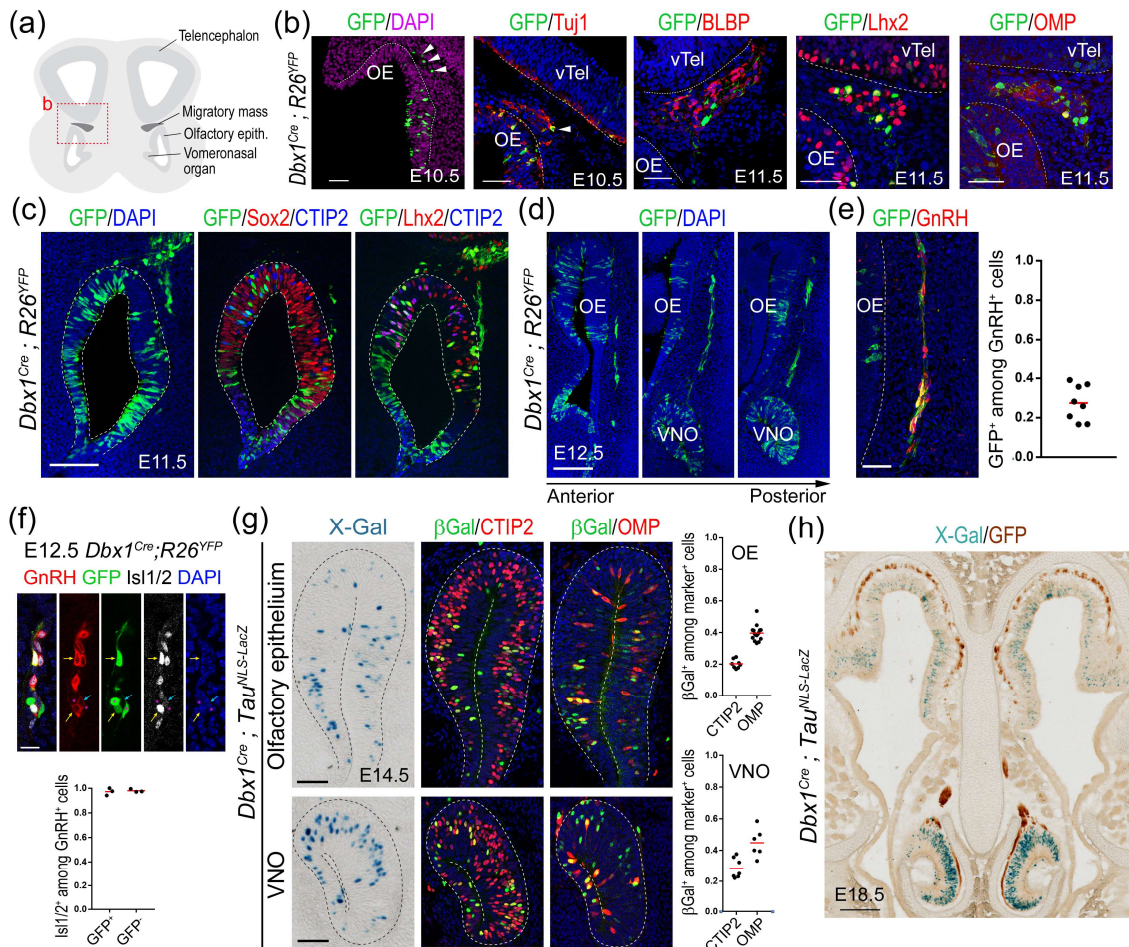 (a)
Telencephalon
b
Migratory mass
Olfactory epith.
Vomeronasal
organ
(b)
GFP/DAPI
GFP/Tuj1
GFP/BLBP
GFP/Lhx2
GFP/OMP
Dbx1Cre ; R26YFP
OE
E10.5
vTel
OE
E10.5
vTel
OE
E11.5
vTel
OE
E11.5
vTel
OE
E11.5
(c)
GFP/DAPI
GFP/Sox2/CTIP2
GFP/Lhx2/CTIP2
Dbx1Cre ; R26YFP
E11.5
(d)
GFP/DAPI
Dbx1Cre ; R26YFP
OE
OE
OE
VNO
VNO
E12.5
Anterior
Posterior
(e)
GFP/GnRH
OE
GFP+ among GnRH+ cells
1.0
0.8
0.6
0.4
0.2
0.0
(f)
E12.5 Dbx1Cre;R26YFP
GnRH GFP Isl1/2 DAPI
Isl1/2+ among GnRH+ cells
1.0
0.8
0.6
0.4
0.2
0.0
GFP+
GFP-
(g)
X-Gal
βGal/CTIP2
βGal/OMP
Dbx1Cre ; TauNLS-LacZ
Olfactory epithelium
E14.5
VNO
βGal+ among marker+ cells
OE
1.0
0.8
0.6
0.4
0.2
0.0
CTIP2
OMP
βGal+ among marker+ cells
VNO
1.0
0.8
0.6
0.4
0.2
0.0
CTIP2
OMP
(h)
X-Gal/GFP
Dbx1Cre ; TauNLS-LacZ
E18.5